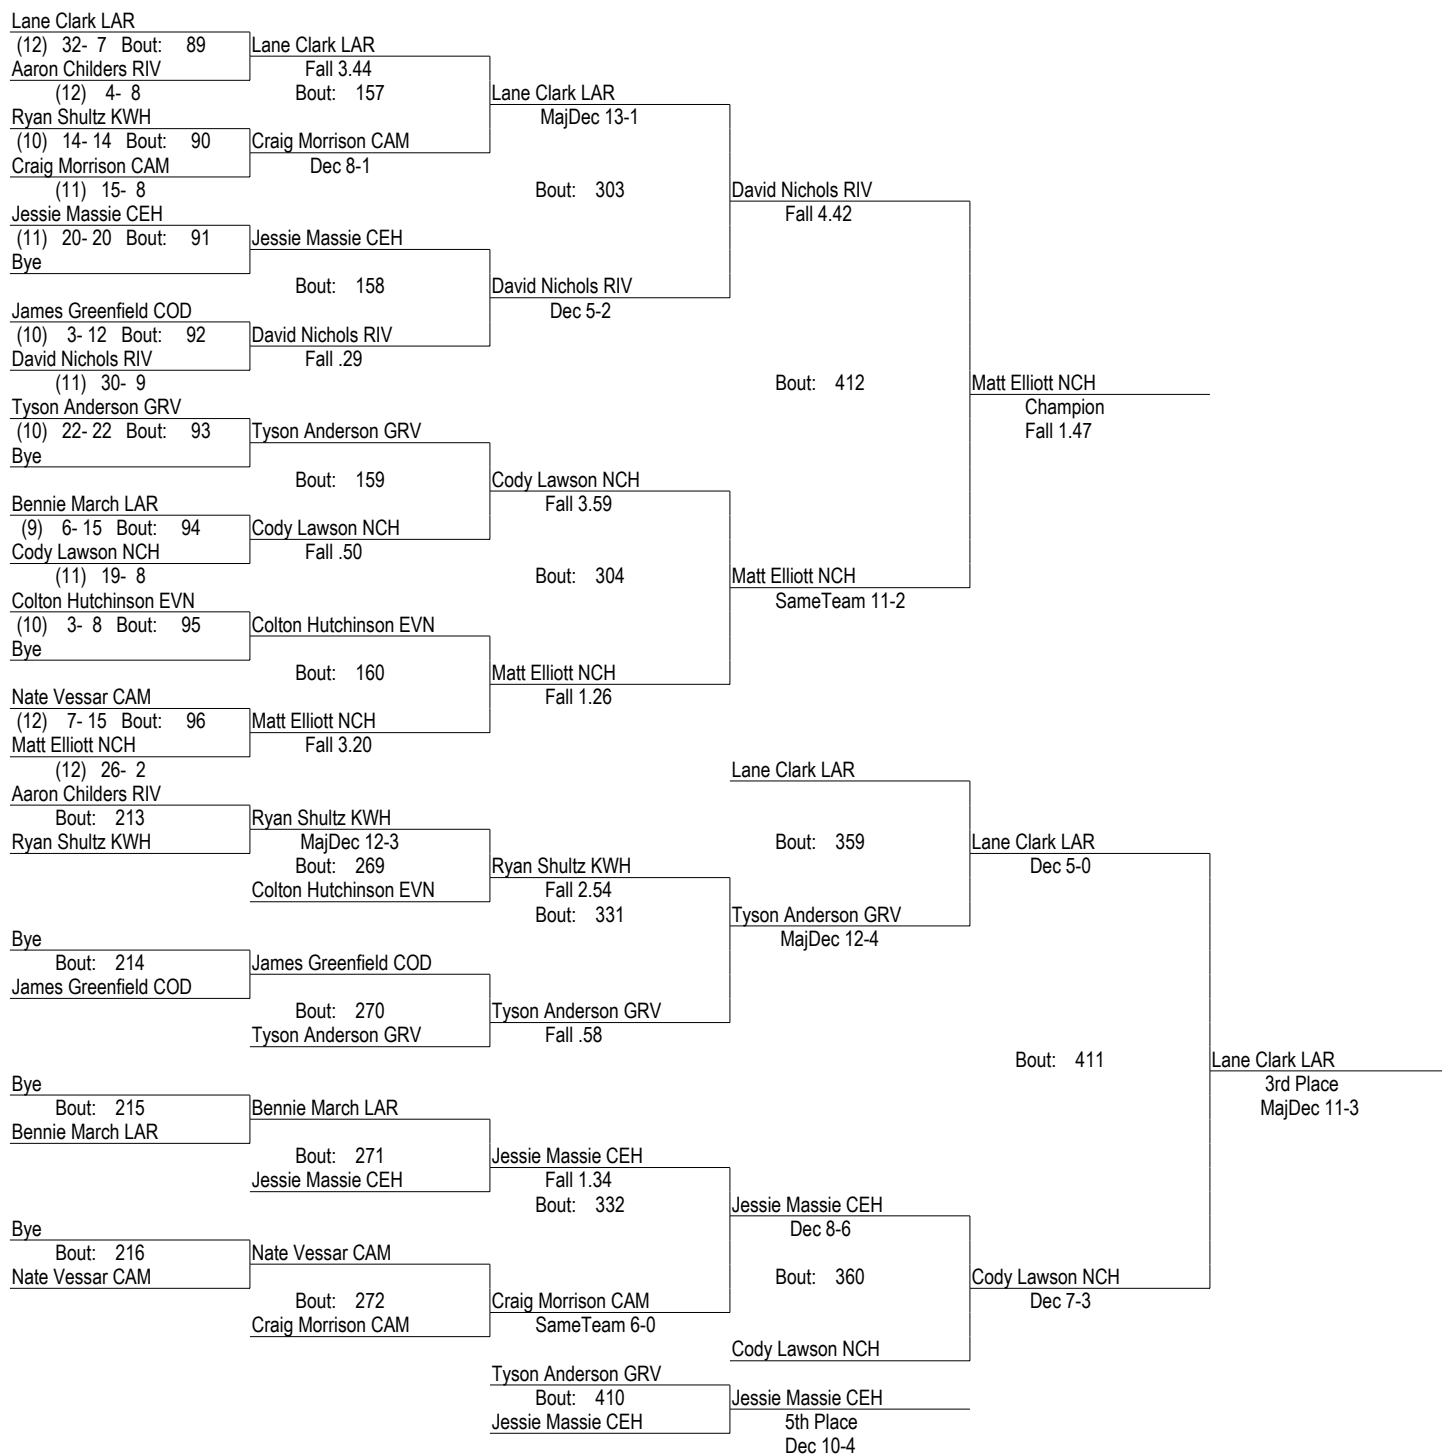 Lane Clark LAR
(12) 32- 7 Bout: 89 Lane Clark LAR
Aaron Childers RIV Fall 3.44
(12) 4- 8 Bout: 157 Lane Clark LAR
Ryan Shultz KWH MajDec 13-1
(10) 14- 14 Bout: 90 Craig Morrison CAM
Craig Morrison CAM Dec 8-1
(11) 15- 8 Bout: 303 David Nichols RIV
Jessie Massie CEH Fall 4.42
(11) 20- 20 Bout: 91 Jessie Massie CEH
Bye
Bout: 158 David Nichols RIV
James Greenfield COD Dec 5-2
(10) 3- 12 Bout: 92 David Nichols RIV
David Nichols RIV Fall .29
(11) 30- 9 Bout: 412 Matt Elliott NCH
Tyson Anderson GRV Champion
(10) 22- 22 Bout: 93 Tyson Anderson GRV Fall 1.47
Bye
Bout: 159 Cody Lawson NCH
Bennie March LAR Fall 3.59
(9) 6- 15 Bout: 94 Cody Lawson NCH
Cody Lawson NCH Fall .50
(11) 19- 8 Bout: 304 Matt Elliott NCH
Colton Hutchinson EVN SameTeam 11-2
(10) 3- 8 Bout: 95 Colton Hutchinson EVN
Bye
Bout: 160 Matt Elliott NCH
Nate Vessar CAM Fall 1.26
(12) 7- 15 Bout: 96 Matt Elliott NCH
Matt Elliott NCH Fall 3.20
(12) 26- 2 Lane Clark LAR
Aaron Childers RIV
Bout: 213 Ryan Shultz KWH
Ryan Shultz KWH MajDec 12-3 Bout: 359 Lane Clark LAR
Bout: 269 Ryan Shultz KWH Dec 5-0
Colton Hutchinson EVN Fall 2.54
Bout: 331 Tyson Anderson GRV
Bye MajDec 12-4
Bout: 214 James Greenfield COD
James Greenfield COD
Bout: 270 Tyson Anderson GRV
Tyson Anderson GRV Fall .58
Bout: 411 Lane Clark LAR
Bye 3rd Place
Bout: 215 Bennie March LAR MajDec 11-3
Bennie March LAR
Bout: 271 Jessie Massie CEH
Jessie Massie CEH Fall 1.34
Bout: 332 Jessie Massie CEH
Bye Dec 8-6
Bout: 216 Nate Vessar CAM
Nate Vessar CAM Bout: 360 Cody Lawson NCH
Bout: 272 Craig Morrison CAM Dec 7-3
Craig Morrison CAM SameTeam 6-0
Cody Lawson NCH
Tyson Anderson GRV
Bout: 410 Jessie Massie CEH
Jessie Massie CEH 5th Place
Dec 10-4